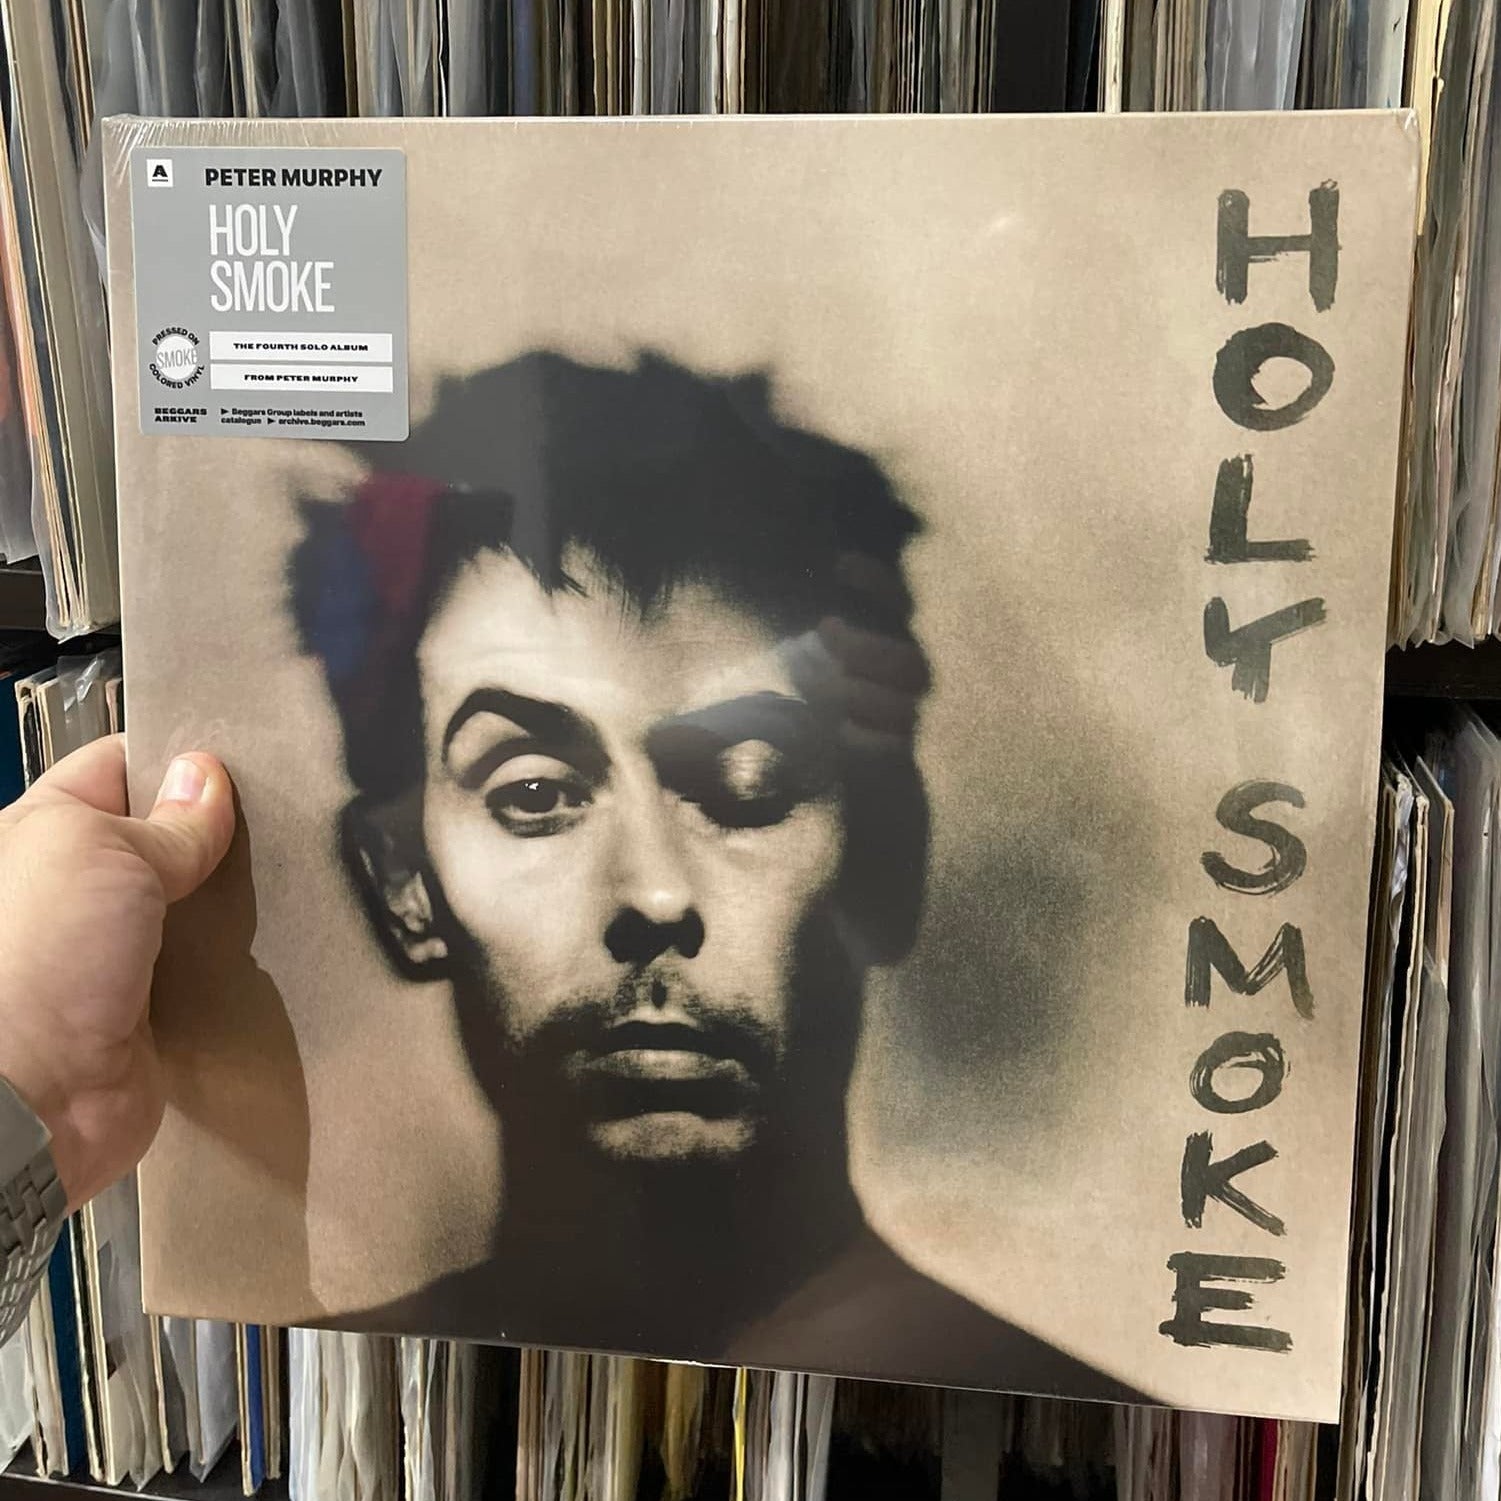 A
PETER MURPHY
HOLY
SMOKE
PRESSED ON
SMOKE
COLORED VINYL
THE FOURTH SOLO ALBUM
FROM PETER MURPHY
BEGGARS
ARKIVE
▶ Beggars Group labels and artists
catalogue ▶ archive.beggars.com
HOLY SMOKE